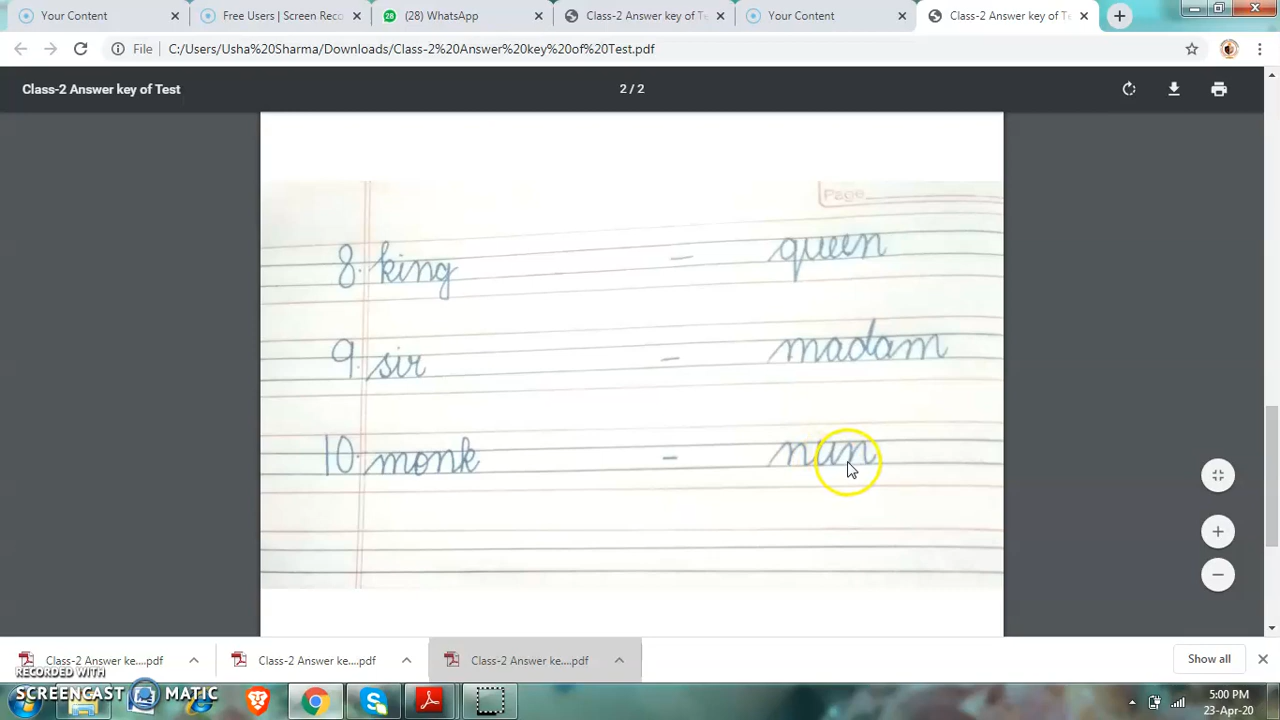 Your Content
Free Users | Screen Rec
(28) WhatsApp
Class-2 Answer key of T
Your Content
Class-2 Answer key of Te
File C:/Users/Usha%20Sharma/Downloads/Class-2%20Answer%20key%20of%20Test.pdf
Class-2 Answer key of Test
2 / 2
Page
8. king - queen
9. sir - madam
10. monk - nun
Class-2 Answer ke....pdf
Class-2 Answer ke....pdf
Class-2 Answer ke....pdf
Show all
RECORDED WITH
SCREENCAST MATIC
5:00 PM
23-Apr-20